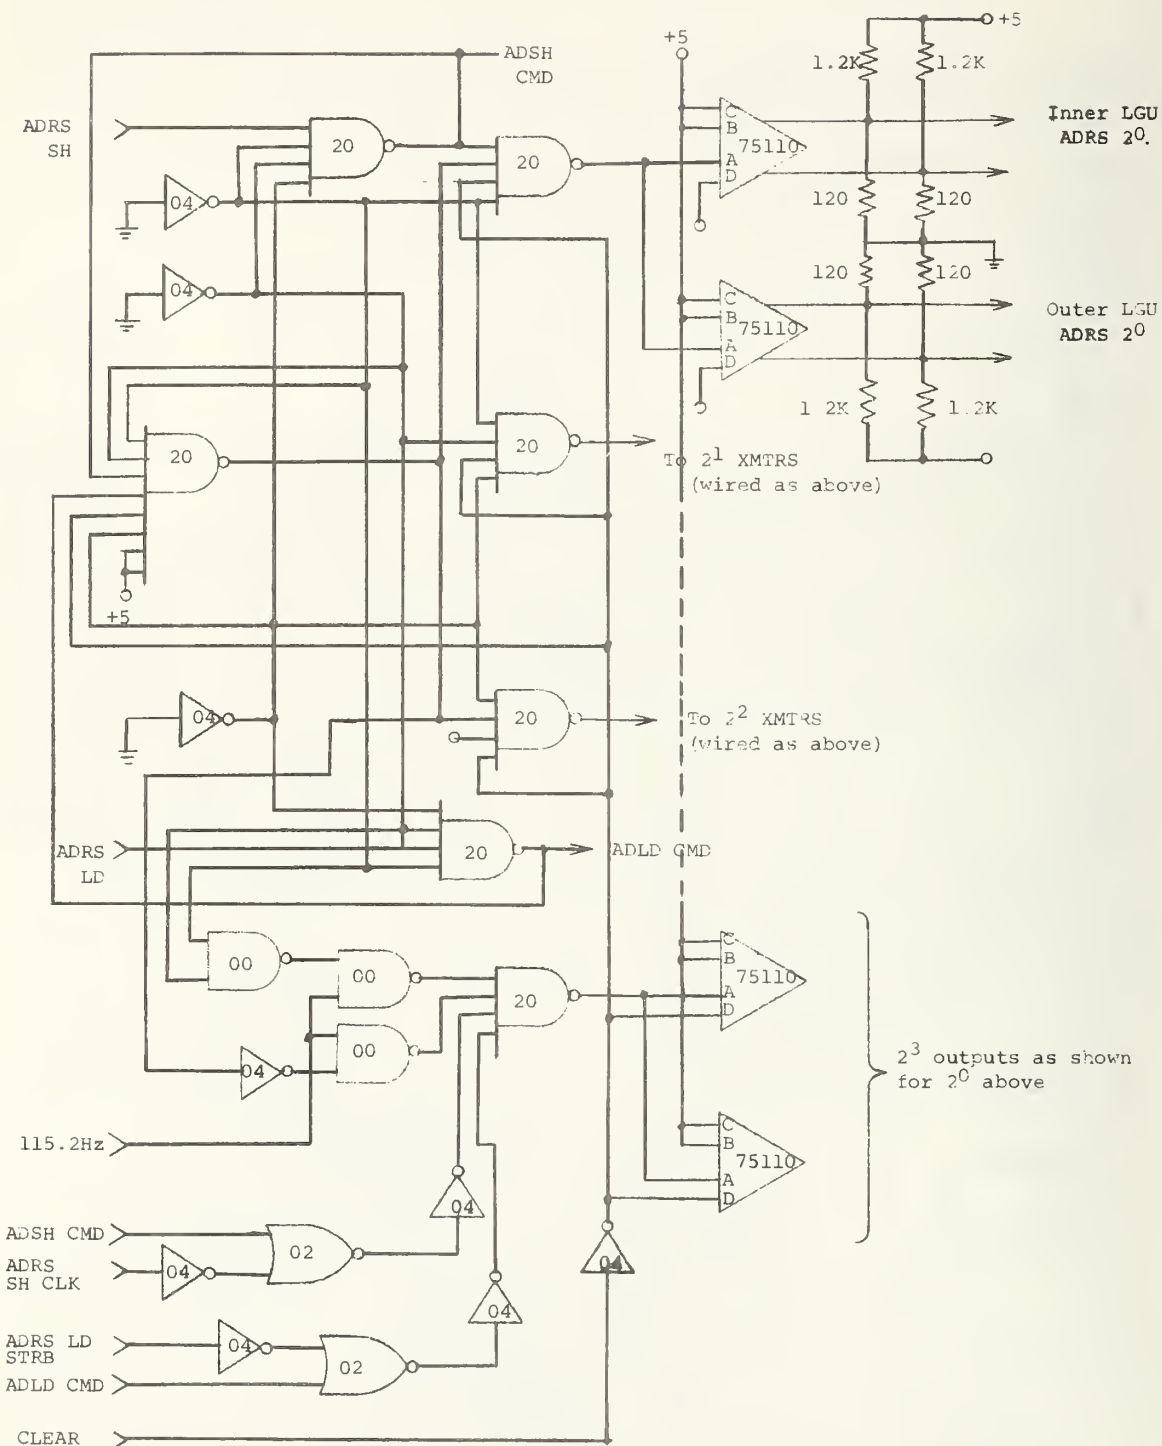 +5
+5
ADSH
CMD
1.2K
1.2K
ADRS
SH
20
20
C
B
75110
A
D
Inner LGU
ADRS 2⁰.
04
120
120
04
120
120
C
B
75110
A
D
Outer LGU
ADRS 2⁰
1 2K
1.2K
20
20
To 2¹ XMTRS
(wired as above)
+5
04
20
To 2² XMTRS
(wired as above)
ADRS
LD
20
ADLD CMD
00
00
20
C
B
75110
A
D
00
04
2³ outputs as shown
for 2⁰ above
115.2Hz
C
B
75110
A
D
04
ADSH CMD
02
ADRS
SH CLK
04
04
04
ADRS LD
STRB
04
02
ADLD CMD
CLEAR